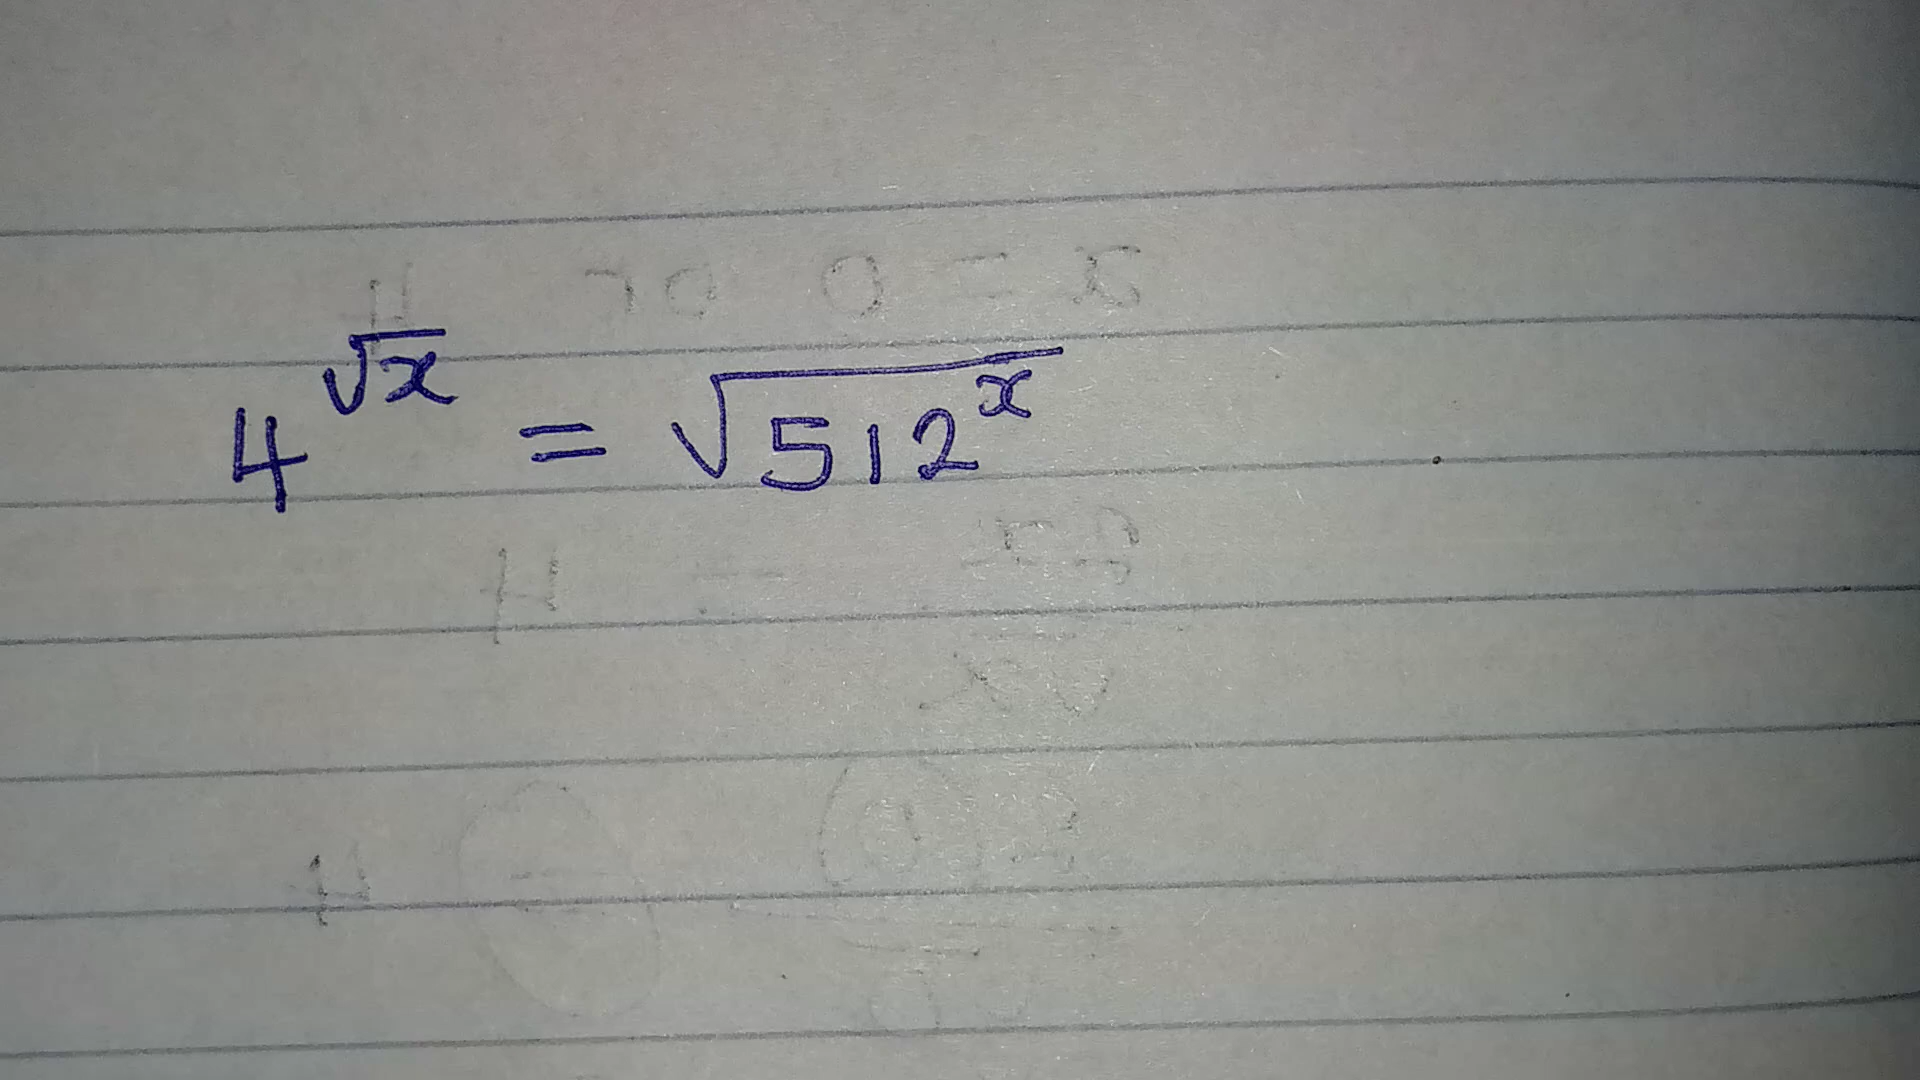 4^√x = √512^x